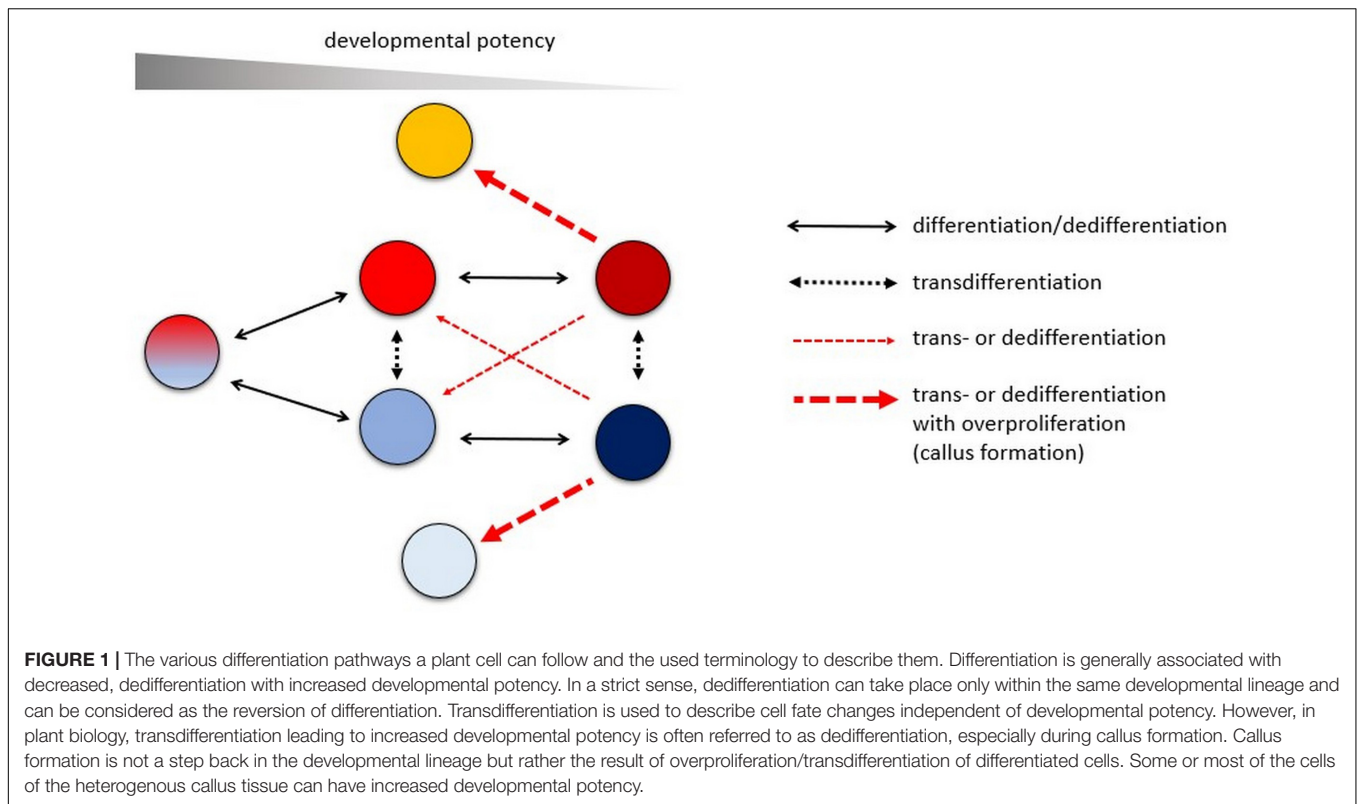 developmental potency
differentiation/dedifferentiation
transdifferentiation
trans- or dedifferentiation
trans- or dedifferentiation
with overproliferation
(callus formation)
FIGURE 1 | The various differentiation pathways a plant cell can follow and the used terminology to describe them. Differentiation is generally associated with
decreased, dedifferentiation with increased developmental potency. In a strict sense, dedifferentiation can take place only within the same developmental lineage and
can be considered as the reversion of differentiation. Transdifferentiation is used to describe cell fate changes independent of developmental potency. However, in
plant biology, transdifferentiation leading to increased developmental potency is often referred to as dedifferentiation, especially during callus formation. Callus
formation is not a step back in the developmental lineage but rather the result of overproliferation/transdifferentiation of differentiated cells. Some or most of the cells
of the heterogenous callus tissue can have increased developmental potency.